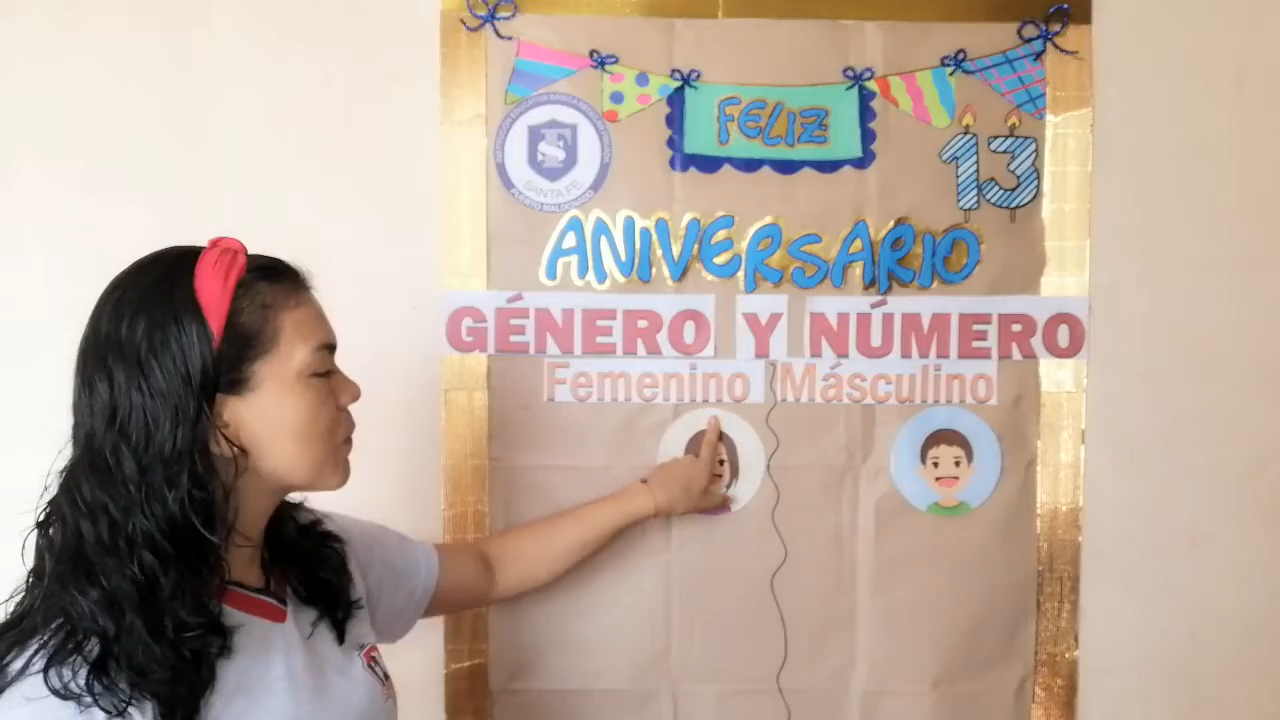 FELIZ
13
SANTA FE
PUERTO MALDONADO
ANIVERSARIO
GÉNERO Y NÚMERO
Femenino Másculino